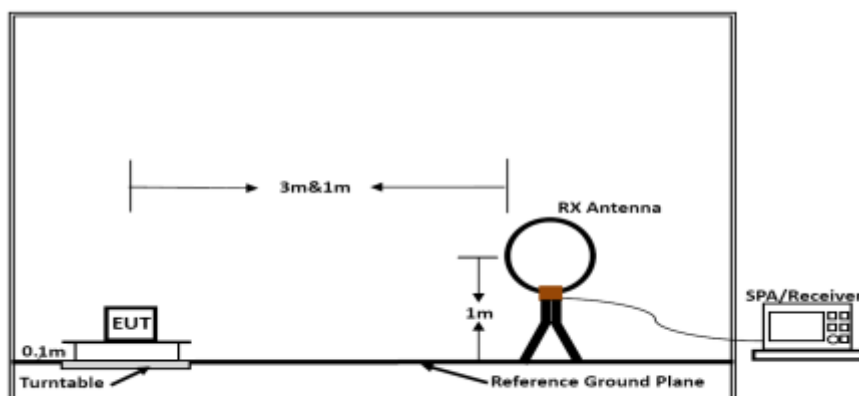 3m&1m
RX Antenna
1m
SPA/Receiver
EUT
0.1m
Turntable
Reference Ground Plane